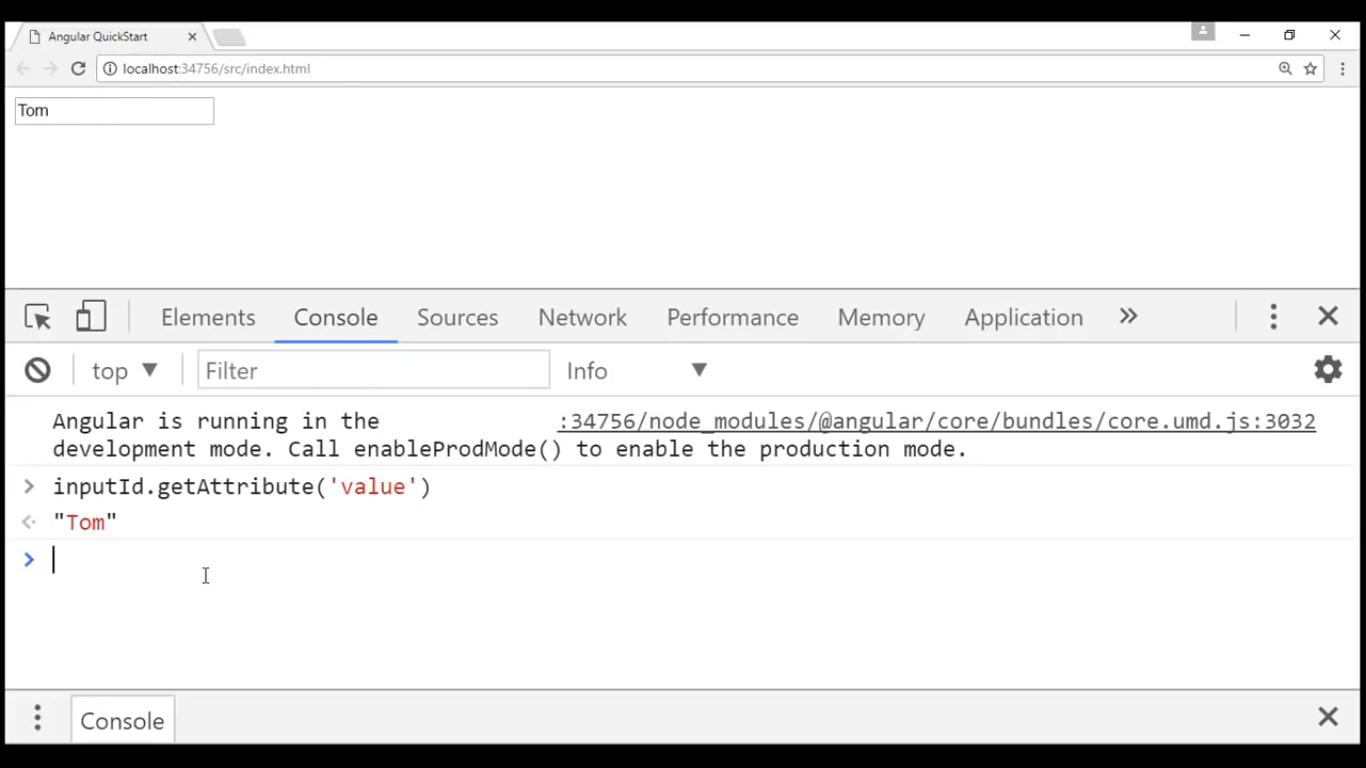 Angular QuickStart
localhost:34756/src/index.html
Tom
Elements Console Sources Network Performance Memory Application »
top Filter Info
Angular is running in the :34756/node_modules/@angular/core/bundles/core.umd.js:3032
development mode. Call enableProdMode() to enable the production mode.
> inputId.getAttribute('value')
"Tom"
>
Console